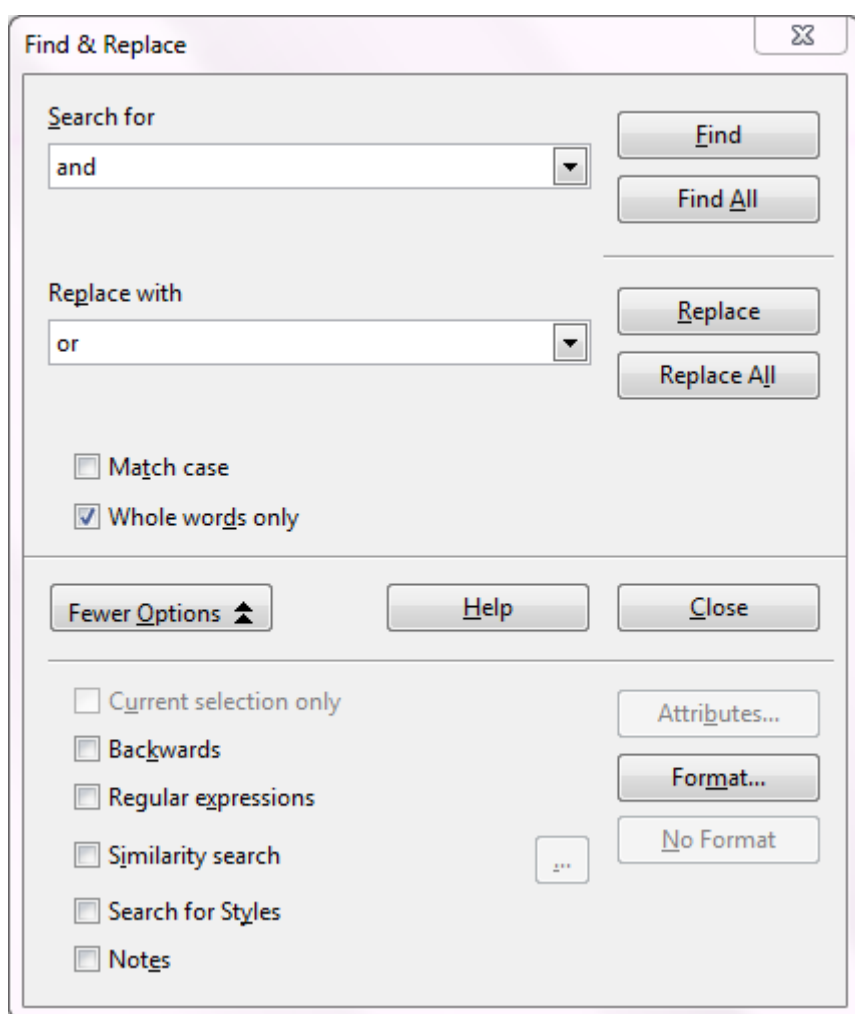 Find & Replace
Search for
and
Find
Find All
Replace with
or
Replace
Replace All
Match case
Whole words only
Fewer Options
Help
Close
Current selection only
Attributes...
Backwards
Format...
Regular expressions
No Format
Similarity search
...
Search for Styles
Notes